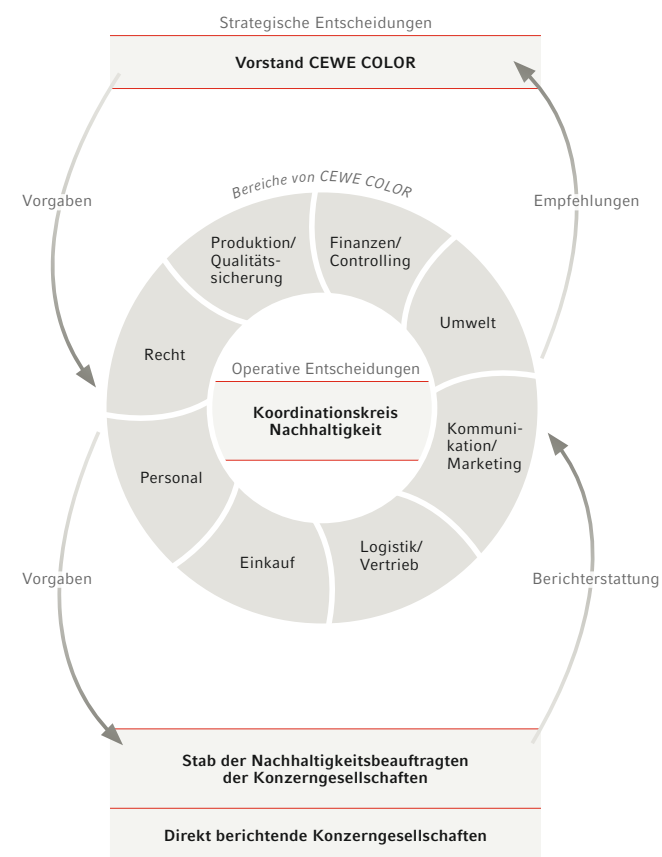 Strategische Entscheidungen
Vorstand CEWE COLOR
Vorgaben
Empfehlungen
Bereiche von CEWE COLOR
Produktion/
Qualitäts-
sicherung
Finanzen/
Controlling
Umwelt
Recht
Operative Entscheidungen
Koordinationskreis
Nachhaltigkeit
Kommuni-
kation/
Marketing
Personal
Einkauf
Logistik/
Vertrieb
Vorgaben
Berichterstattung
Stab der Nachhaltigkeitsbeauftragten
der Konzerngesellschaften
Direkt berichtende Konzerngesellschaften